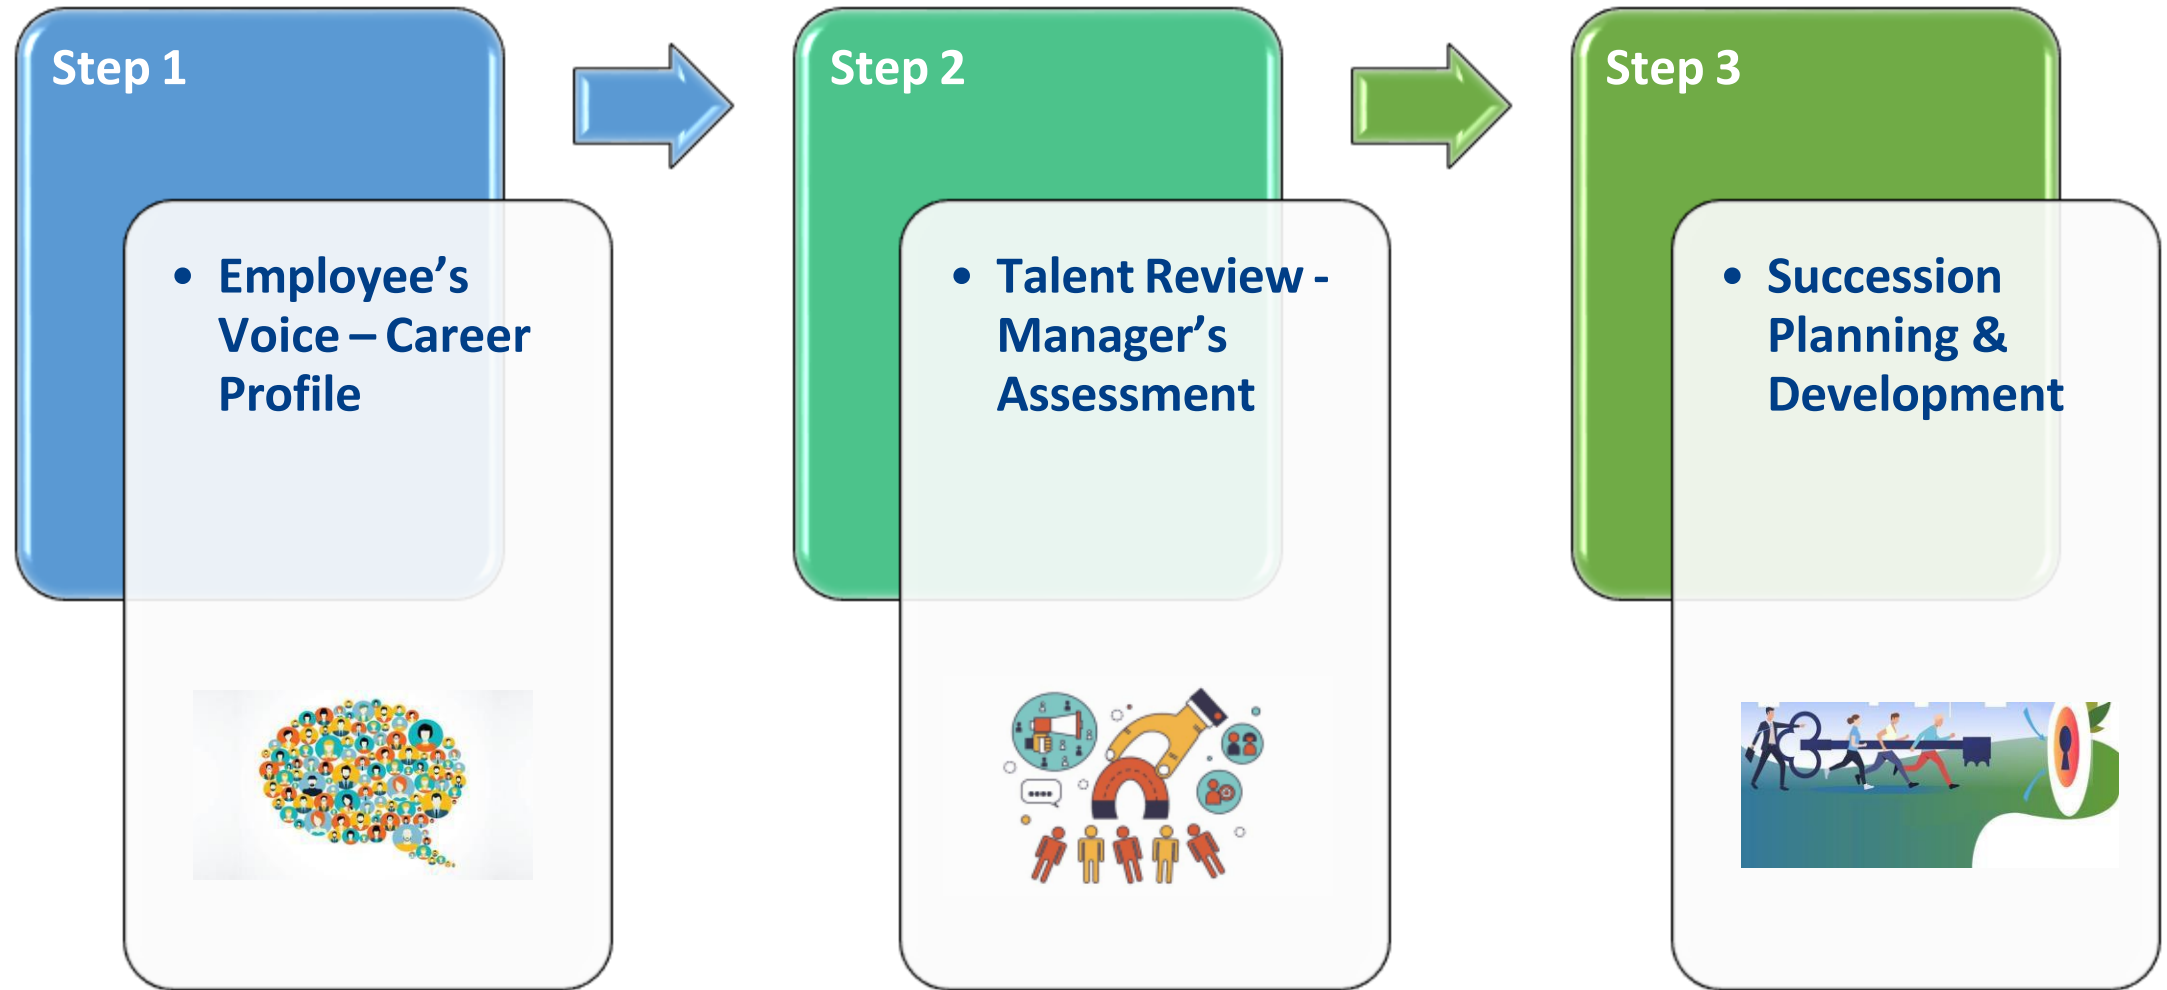 Step 1
• Employee’s
Voice – Career
Profile
Step 2
• Talent Review -
Manager’s
Assessment
Step 3
• Succession
Planning &
Development